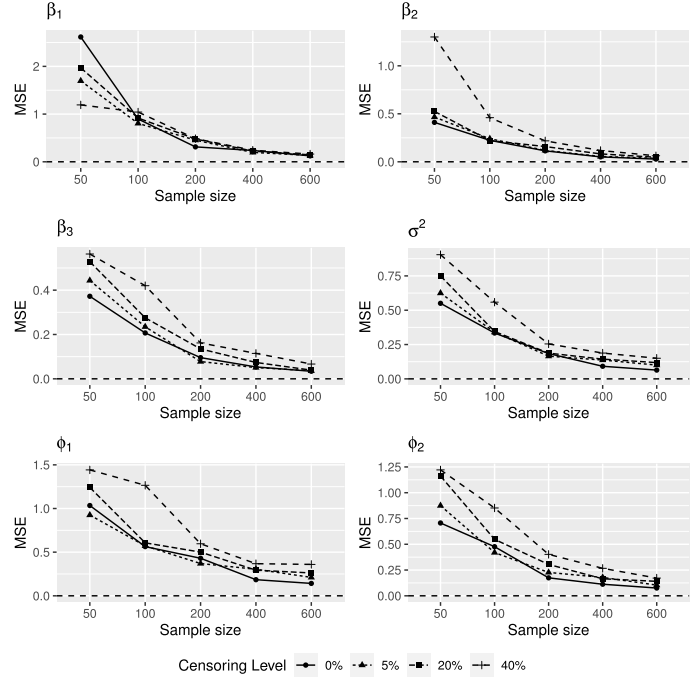 β1 β2
MSE 2 1 0 50 100 200 400 600 Sample size
MSE 1.0 0.5 0.0 50 100 200 400 600 Sample size
β3 σ²
MSE 0.4 0.2 0.0 50 100 200 400 600 Sample size
MSE 0.75 0.50 0.25 0.00 50 100 200 400 600 Sample size
ϕ1 ϕ2
MSE 1.5 1.0 0.5 0.0 50 100 200 400 600 Sample size
MSE 1.25 1.00 0.75 0.50 0.25 0.00 50 100 200 400 600 Sample size
Censoring Level 0% 5% 20% 40%